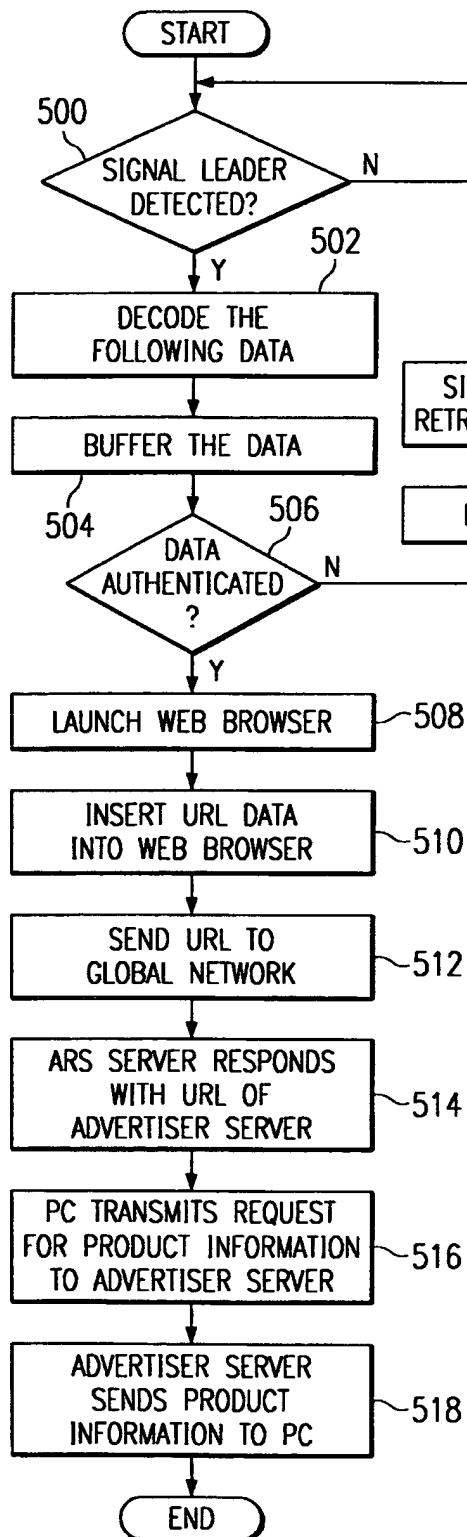 START
500
SIGNAL LEADER
DETECTED?
N
Y
502
DECODE THE
FOLLOWING DATA
BUFFER THE DATA
504
506
DATA
AUTHENTICATED
?
N
Y
LAUNCH WEB BROWSER
508
INSERT URL DATA
INTO WEB BROWSER
510
SEND URL TO
GLOBAL NETWORK
512
ARS SERVER RESPONDS
WITH URL OF
ADVERTISER SERVER
514
PC TRANSMITS REQUEST
FOR PRODUCT INFORMATION
TO ADVERTISER SERVER
516
ADVERTISER SERVER
SENDS PRODUCT
INFORMATION TO PC
518
END